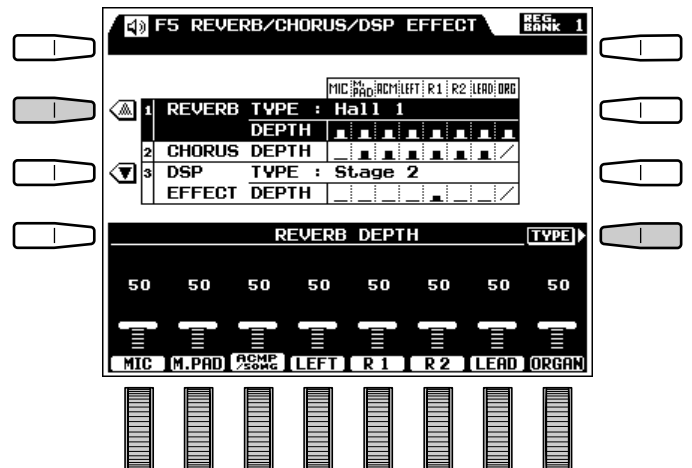 F5 REVERB/CHORUS/DSP EFFECT REG. BANK 1
MIC M. PAD ACM LEFT R1 R2 LEAD ORG
1 REVERB TYPE : Hall 1
DEPTH
2 CHORUS DEPTH
3 DSP TYPE : Stage 2
EFFECT DEPTH
REVERB DEPTH TYPE
50 50 50 50 50 50 50 50
MIC M.PAD ACMP /SONG LEFT R 1 R 2 LEAD ORGAN